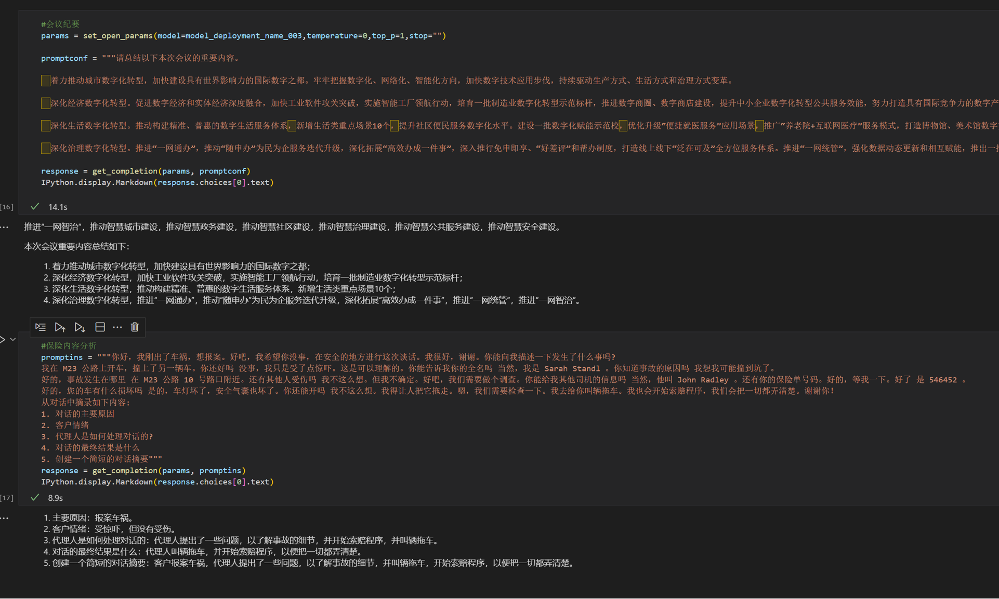 #会议纪要
params = set_open_params(model=model_deployment_name_003,temperature=0,top_p=1,stop="")
promptconf = """请总结以下本次会议的重要内容。
着力推动城市数字化转型，加快建设具有世界影响力的国际数字之都。牢牢把握数字化、网络化、智能化方向，加快数字技术应用步伐，持续驱动生产方式、生活方式和治理方式变革。
深化经济数字化转型。促进数字经济和实体经济深度融合，加快工业软件攻关突破，实施智能工厂领航行动，培育一批制造业数字化转型示范标杆，推进数字商圈、数字商店建设，提升中小企业数字化转型公共服务效能，努力打造具有国际竞争力的数字产
深化生活数字化转型。推动构建精准、普惠的数字生活服务体系，新增生活类重点场景10个，提升社区便民服务数字化水平。建设一批数字化赋能示范校，优化升级“便捷就医服务”应用场景，推广“养老院+互联网医疗”服务模式，打造博物馆、美术馆数字
深化治理数字化转型。推进“一网通办”，推动“随申办”为民为企服务迭代升级，深化拓展“高效办成一件事”，深入推行免申即享、“好差评”和帮办制度，打造线上线下“泛在可及”全方位服务体系。推进“一网统管”，强化数据动态更新和相互赋能，推出一
response = get_completion(params, promptconf)
IPython.display.Markdown(response.choices[0].text)
[16] 14.1s
推进“一网智治”，推动智慧城市建设，推动智慧政务建设，推动智慧社区建设，推动智慧治理建设，推动智慧公共服务建设，推动智慧安全建设。
本次会议重要内容总结如下：
1. 着力推动城市数字化转型，加快建设具有世界影响力的国际数字之都；
2. 深化经济数字化转型，加快工业软件攻关突破，实施智能工厂领航行动，培育一批制造业数字化转型示范标杆；
3. 深化生活数字化转型，推动构建精准、普惠的数字生活服务体系，新增生活类重点场景10个；
4. 深化治理数字化转型，推进“一网通办”，推动“随申办”为民为企服务迭代升级，深化拓展“高效办成一件事”，推进“一网统管”，推进“一网智治”。
#保险内容分析
promptins = """你好，我刚出了车祸，想报案。好吧，我希望你没事，在安全的地方进行这次谈话。我很好，谢谢。你能向我描述一下发生了什么事吗?
我在 M23 公路上开车，撞上了另一辆车。你还好吗 没事，我只是受了点惊吓。这是可以理解的。你能告诉我你的全名吗 当然，我是 Sarah Standl 。你知道事故的原因吗 我想我可能撞到坑了。
好的，事故发生在哪里 在 M23 公路 10 号路口附近。还有其他人受伤吗 我不这么想。但我不确定。好吧，我们需要做个调查。你能给我其他司机的信息吗 当然，他叫 John Radley 。还有你的保险单号码。好的，等我一下。好了 是 546452 。
好的，您的车有什么损坏吗 是的，车灯坏了，安全气囊也坏了。你还能开吗 我不这么想。我得让人把它拖走。嗯，我们需要检查一下。我去给你叫辆拖车。我也会开始索赔程序，我们会把一切都弄清楚。谢谢你!
从对话中摘录如下内容:
1. 对话的主要原因
2. 客户情绪
3. 代理人是如何处理对话的?
4. 对话的最终结果是什么
5. 创建一个简短的对话摘要"""
response = get_completion(params, promptins)
IPython.display.Markdown(response.choices[0].text)
[17] 8.9s
1. 主要原因：报案车祸。
2. 客户情绪：受惊吓，但没有受伤。
3. 代理人是如何处理对话的：代理人提出了一些问题，以了解事故的细节，并开始索赔程序，并叫辆拖车。
4. 对话的最终结果是什么：代理人叫辆拖车，并开始索赔程序，以便把一切都弄清楚。
5. 创建一个简短的对话摘要：客户报案车祸，代理人提出了一些问题，以了解事故的细节，并叫辆拖车，开始索赔程序，以便把一切都弄清楚。